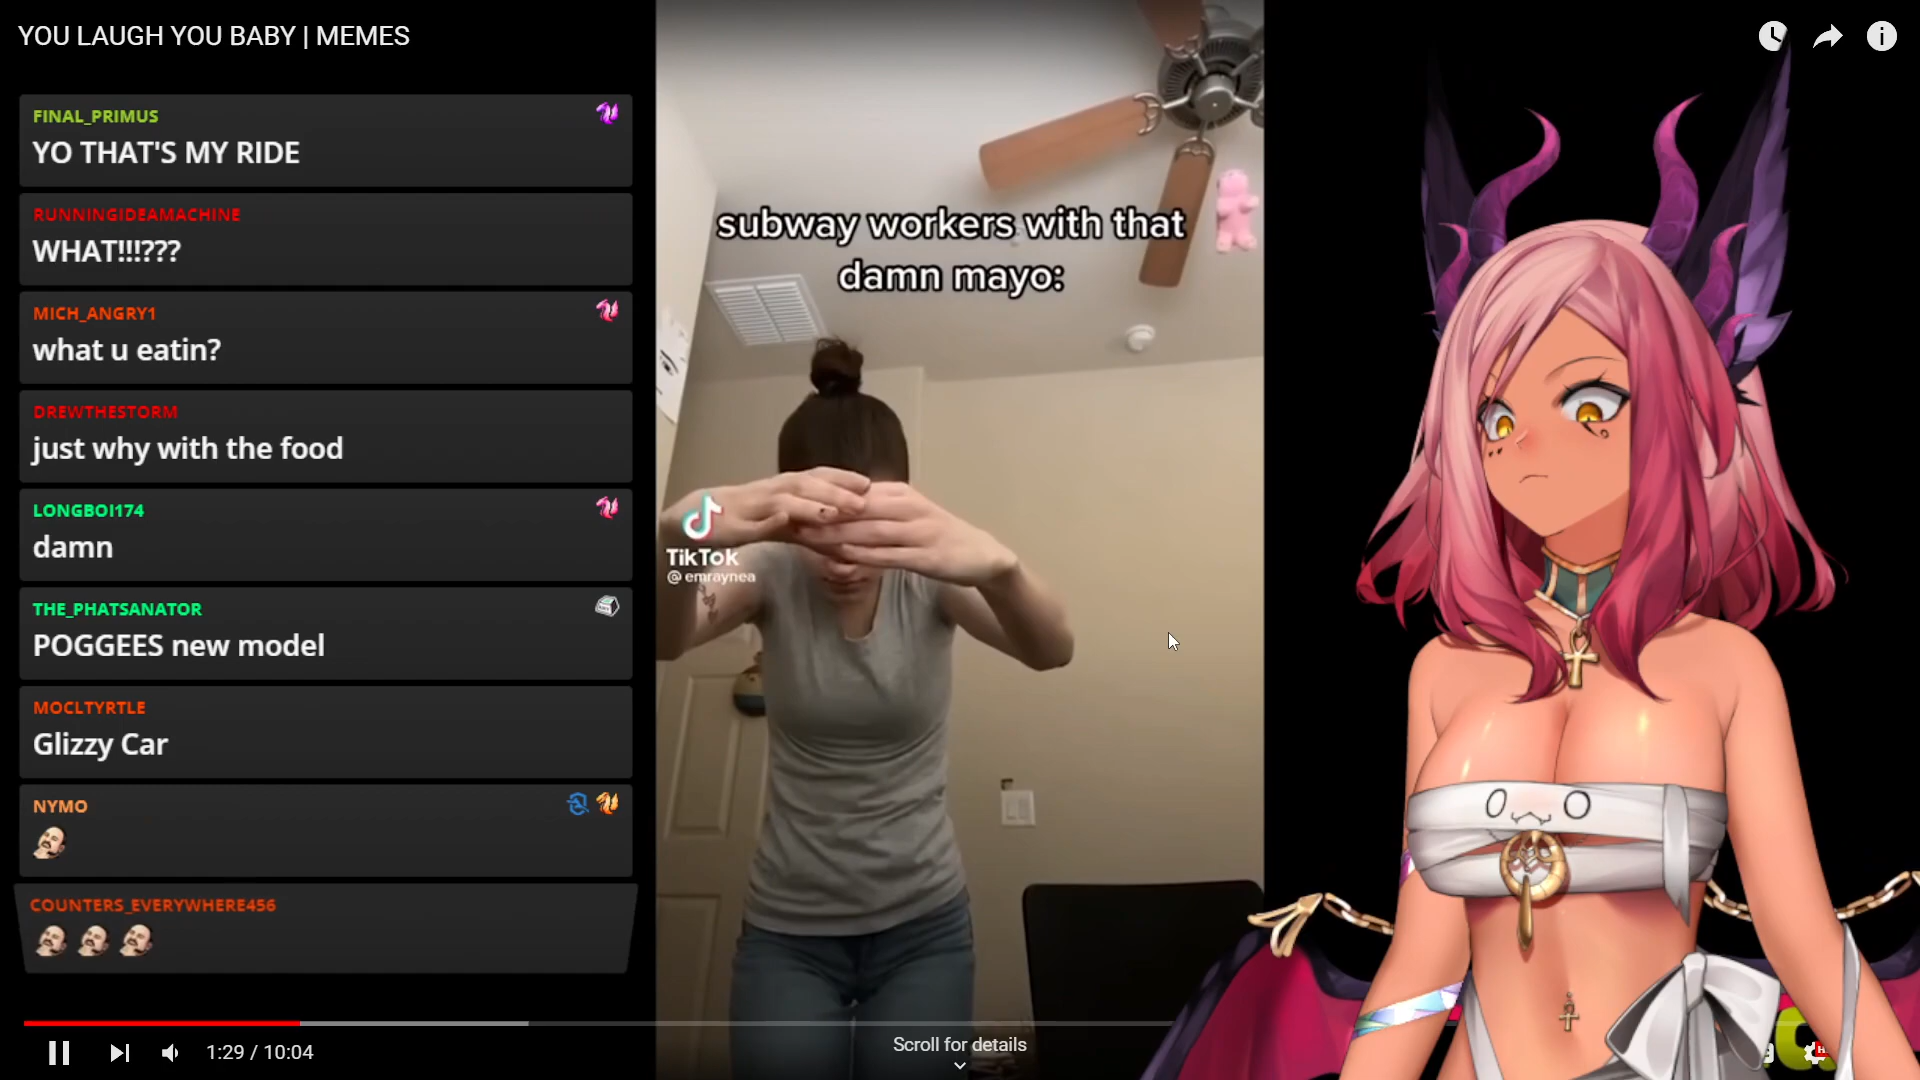 YOU LAUGH YOU BABY | MEMES
FINAL_PRIMUS
YO THAT'S MY RIDE
RUNNINGIDEAMACHINE
WHAT!!!???
MICH_ANGRY1
what u eatin?
DREWTHESTORM
just why with the food
LONGBOI174
damn
THE_PHATSANATOR
POGGEES new model
MOCLTYRTLE
Glizzy Car
NYMO
COUNTERS_EVERYWHERE456
subway workers with that
damn mayo:
TikTok
@emraynea
1:29 / 10:04
Scroll for details